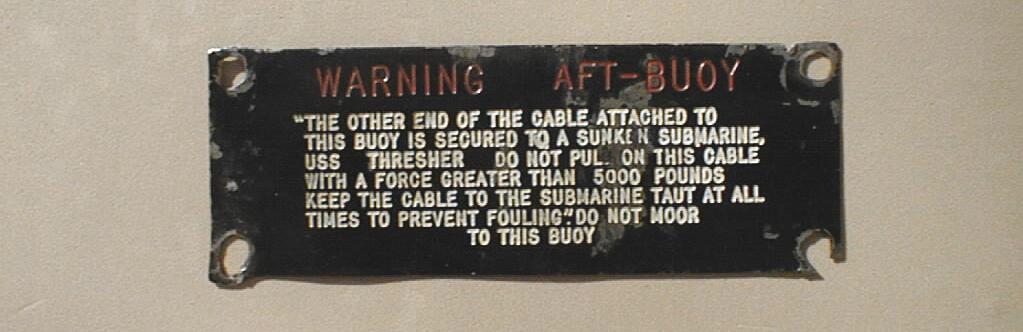 WARNING AFT-BUOY
"THE OTHER END OF THE CABLE ATTACHED TO
THIS BUOY IS SECURED TO A SUNKEN SUBMARINE,
USS THRESHER DO NOT PUL. ON THIS CABLE
WITH A FORCE GREATER THAN 5000 POUNDS
KEEP THE CABLE TO THE SUBMARINE TAUT AT ALL
TIMES TO PREVENT FOULING". DO NOT MOOR
TO THIS BUOY